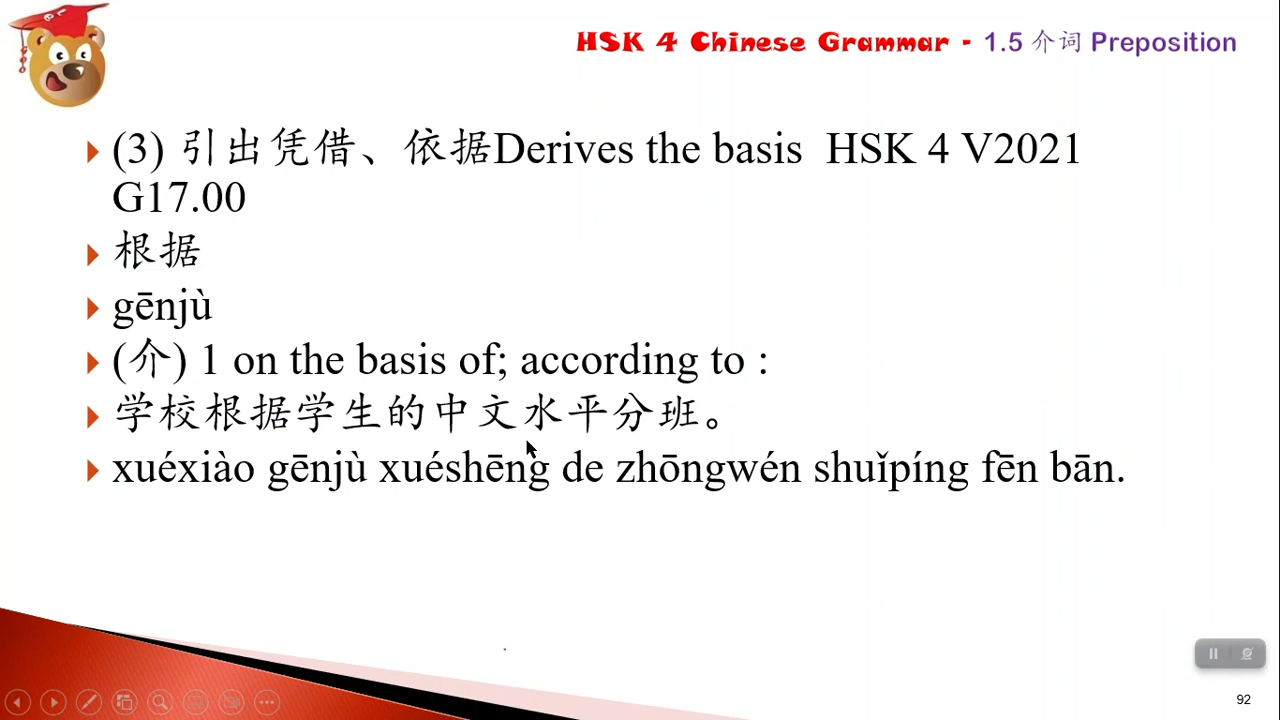 HSK 4 Chinese Grammar - 1.5 介词 Preposition
(3) 引出凭借、依据Derives the basis HSK 4 V2021
G17.00
根据
gēnjù
(介) 1 on the basis of; according to :
学校根据学生的中文水平分班。
xuéxiào gēnjù xuéshēng de zhōngwén shuǐpíng fēn bān.
92